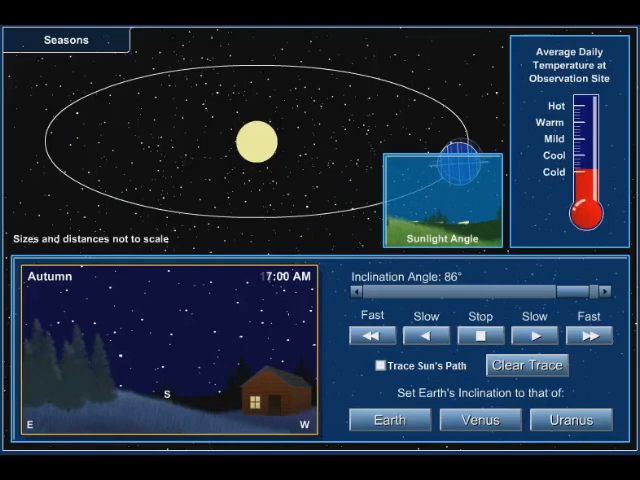 Seasons
Average Daily
Temperature at
Observation Site
Hot
Warm
Mild
Cool
Cold
Sizes and distances not to scale
Sunlight Angle
Autumn
7:00 AM
S
E
W
Inclination Angle: 86°
Fast
Slow
Stop
Slow
Fast
Trace Sun's Path
Clear Trace
Set Earth's Inclination to that of:
Earth
Venus
Uranus